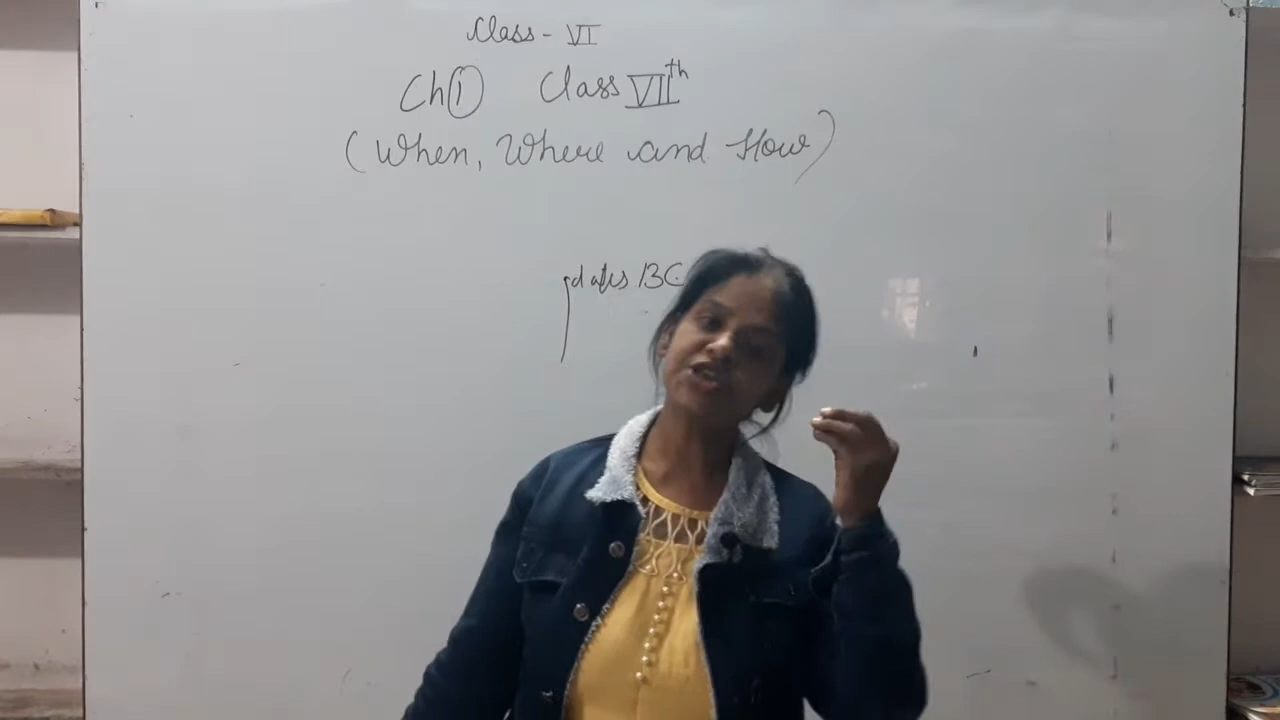 Class - VI
Ch ① Class VIIth
(When, Where and How)
dates BC